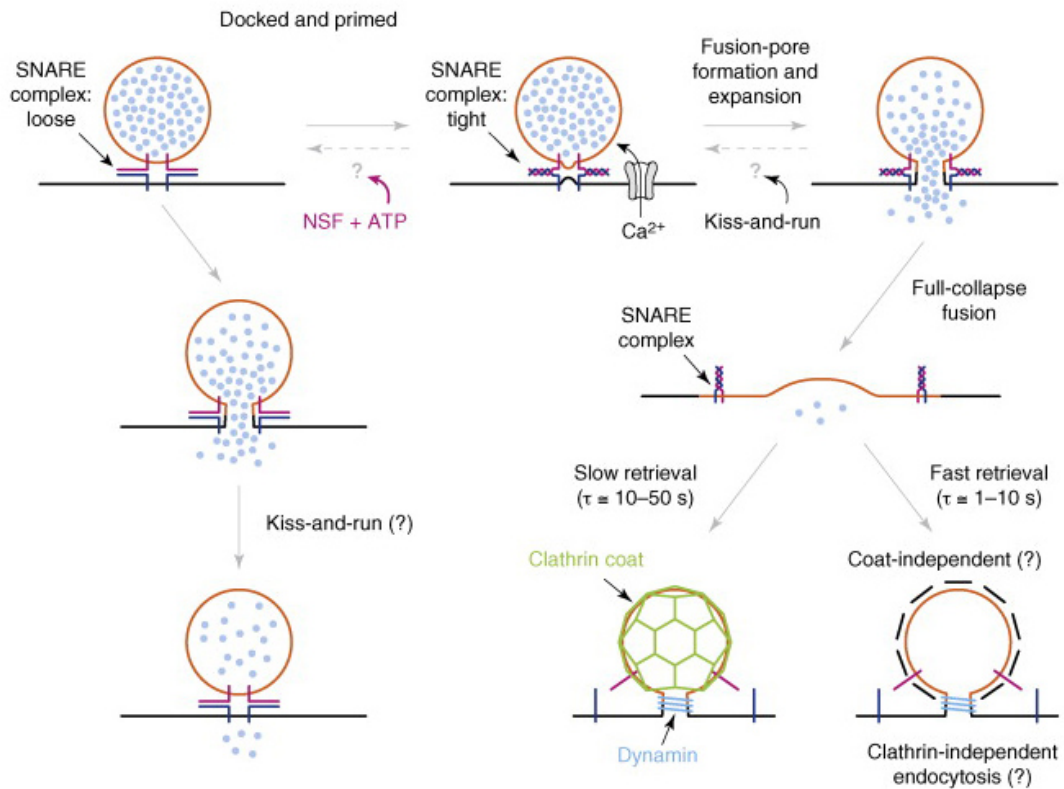 Docked and primed
SNARE
complex:
loose
SNARE
complex:
tight
Fusion-pore
formation and
expansion
?
NSF + ATP
Ca2+
?
Kiss-and-run
Full-collapse
fusion
SNARE
complex
Kiss-and-run (?)
Slow retrieval
(τ ≅ 10–50 s)
Fast retrieval
(τ ≅ 1–10 s)
Clathrin coat
Coat-independent (?)
Dynamin
Clathrin-independent
endocytosis (?)